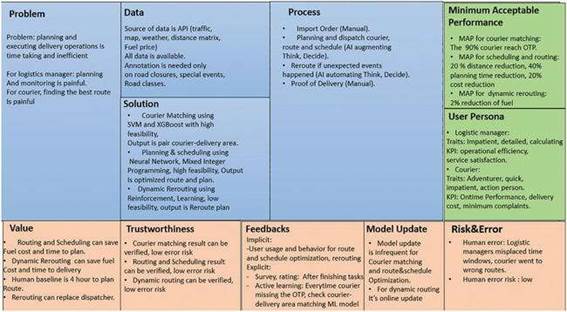 Problem
Problem: planning and
executing delivery operations is
time taking and inefficient
For logistic manager: planning
And monitoring is painful.
For courier, finding the best route
Is painful
Data
Source of data is API (traffic,
map, weather, distance matrix,
Fuel price)
All data is available.
Annotation is needed only
on road closures, special events,
Road classes.
Solution
• Courier Matching using
SVM and XGBoost with high
feasibility,
Output is pair courier-delivery area.
• Planning & scheduling using
Neural Network, Mixed Integer
Programming, high feasibility, Output
Is optimized route and plan.
• Dynamic Rerouting using
Reinforcement, Learning, low
feasibility, output is Reroute plan
Process
• Import Order (Manual).
• Planning and dispatch courier,
route and schedule (AI augmenting
Think, Decide).
• Reroute if unexpected events
happened (AI automating Think, Decide).
• Proof of Delivery (Manual).
Minimum Acceptable
Performance
• MAP for courier matching:
The 90% courier reach OTP.
• MAP for scheduling and routing:
20 % distance reduction, 40%
planning time reduction, 20%
cost reduction
• MAP for dynamic rerouting:
2% reduction of fuel
User Persona
• Logistic manager:
Traits: Impatient, detailed, calculating
KPI: operational efficiency,
service satisfaction.
• Courier:
Traits: Adventurer, quick,
impatient, action person.
KPI: Ontime Performance, delivery
cost, minimum complaints.
Value
• Routing and Scheduling can save
Fuel cost and time to plan.
• Dynamic Rerouting can save fuel
Cost and time to delivery
• Human baseline is 4 hour to plan
Route.
• Rerouting can replace dispatcher.
Trustworthiness
• Courier matching result can be
verified, low error risk
• Routing and Scheduling result
can be verified, low error risk
• Dynamic routing can be verified,
low error risk
Feedbacks
Implicit:
-User usage and behavior for route
and schedule optimization, rerouting
Explicit:
- Survey, rating: After finishing tasks
- Active learning: Everytime courier
missing the OTP, check courier-
delivery area matching ML model
Model Update
• Model update
is infrequent for
Courier matching
and route&schedule
Optimization.
• For dynamic routing
It's online update
Risk&Error
• Human error: Logistic
managers misplaced time
windows, courier went to
wrong routes.
• Human error risk : low